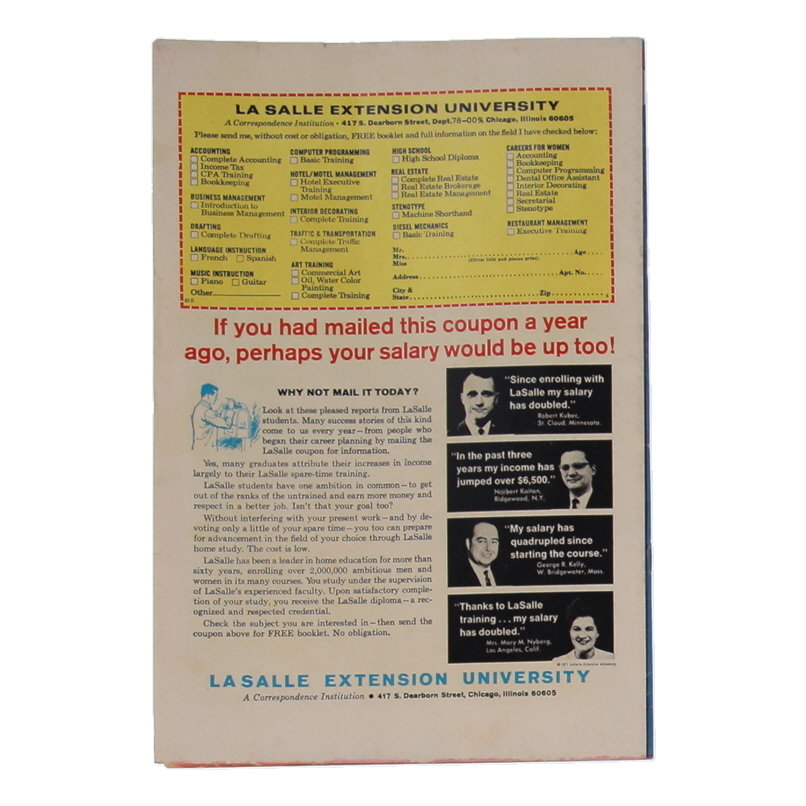 LA SALLE EXTENSION UNIVERSITY
A Correspondence Institution • 417 S. Dearborn Street, Dept.78-009, Chicago, Illinois 60605
Please send me, without cost or obligation, FREE booklet and full information on the field I have checked below:
ACCOUNTING
Complete Accounting
Income Tax
CPA Training
Bookkeeping
BUSINESS MANAGEMENT
Introduction to
Business Management
DRAFTING
Complete Drafting
LANGUAGE INSTRUCTION
French Spanish
MUSIC INSTRUCTION
Piano Guitar
Other
COMPUTER PROGRAMMING
Basic Training
HOTEL/MOTEL MANAGEMENT
Hotel Executive
Training
Motel Management
INTERIOR DECORATING
Complete Training
TRAFFIC & TRANSPORTATION
Complete Traffic
Management
ART TRAINING
Commercial Art
Oil, Water Color
Painting
Complete Training
HIGH SCHOOL
High School Diploma
REAL ESTATE
Complete Real Estate
Real Estate Brokerage
Real Estate Management
STENOTYPE
Machine Shorthand
DIESEL MECHANICS
Basic Training
CAREERS FOR WOMEN
Accounting
Bookkeeping
Computer Programming
Dental Office Assistant
Interior Decorating
Real Estate
Secretarial
Stenotype
RESTAURANT MANAGEMENT
Executive Training
Mr.
Mrs. Age
Miss (Circle title and please print)
Address Apt. No.
City &
State Zip
If you had mailed this coupon a year
ago, perhaps your salary would be up too!
WHY NOT MAIL IT TODAY?
Look at these pleased reports from LaSalle
students. Many success stories of this kind
come to us every year—from people who
began their career planning by mailing the
LaSalle coupon for information.
Yes, many graduates attribute their increases in income
largely to their LaSalle spare-time training.
LaSalle students have one ambition in common—to get
out of the ranks of the untrained and earn more money and
respect in a better job. Isn't that your goal too?
Without interfering with your present work—and by de-
voting only a little of your spare time—you too can prepare
for advancement in the field of your choice through LaSalle
home study. The cost is low.
LaSalle has been a leader in home education for more than
sixty years, enrolling over 2,000,000 ambitious men and
women in its many courses. You study under the supervision
of LaSalle's experienced faculty. Upon satisfactory comple-
tion of your study, you receive the LaSalle diploma—a rec-
ognized and respected credential.
Check the subject you are interested in—then send the
coupon above for FREE booklet. No obligation.
"Since enrolling with
LaSalle my salary
has doubled."
Robert Kubec,
St. Cloud, Minnesota.
"In the past three
years my income has
jumped over $6,500."
Norbert Kaitan,
Ridgewood, N.Y.
"My salary has
quadrupled since
starting the course."
George R. Kelly,
W. Bridgewater, Mass.
"Thanks to LaSalle
training...my salary
has doubled."
Mrs. Mary M. Nyberg,
Los Angeles, Calif.
LASALLE EXTENSION UNIVERSITY
A Correspondence Institution • 417 S. Dearborn Street, Chicago, Illinois 60605